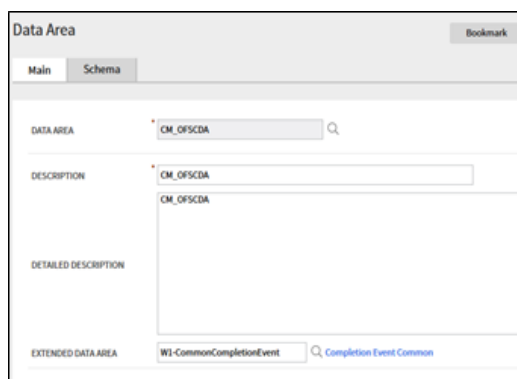 Data Area
Bookmark
Main Schema
DATA AREA * CM_OFSCDA
DESCRIPTION * CM_OFSCDA
CM_OFSCDA
DETAILED DESCRIPTION
EXTENDED DATA AREA W1-CommonCompletionEvent Completion Event Common